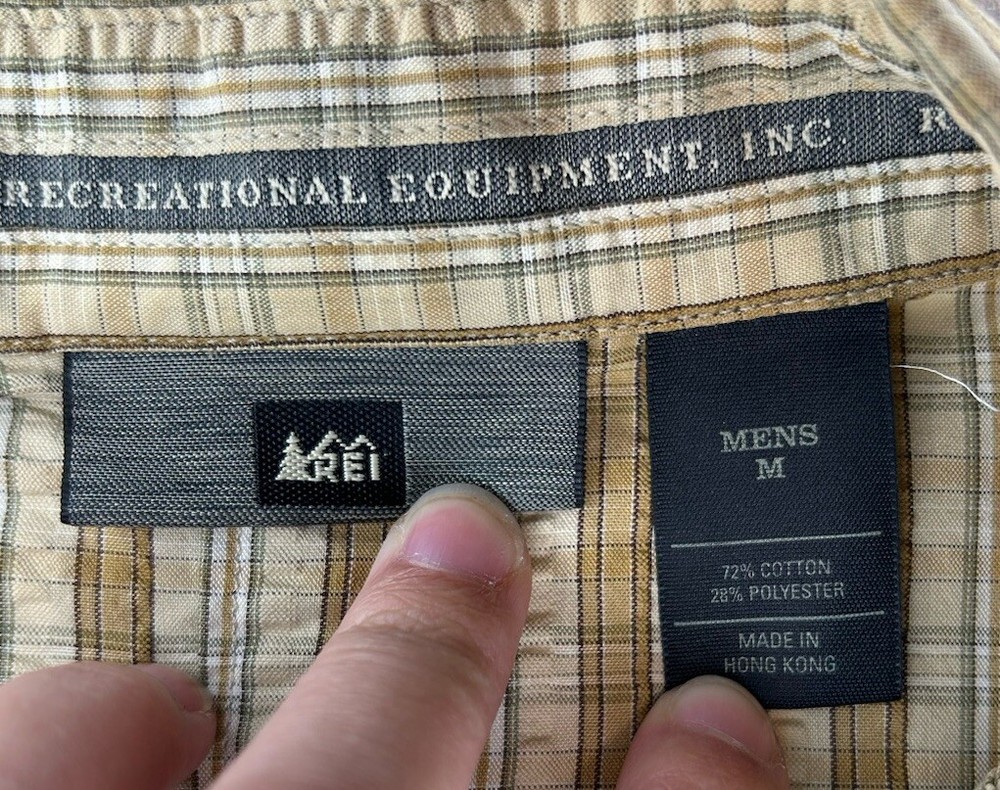 RECREATIONAL EQUIPMENT, INC. R
REI
MENS
M
72% COTTON
28% POLYESTER
MADE IN
HONG KONG